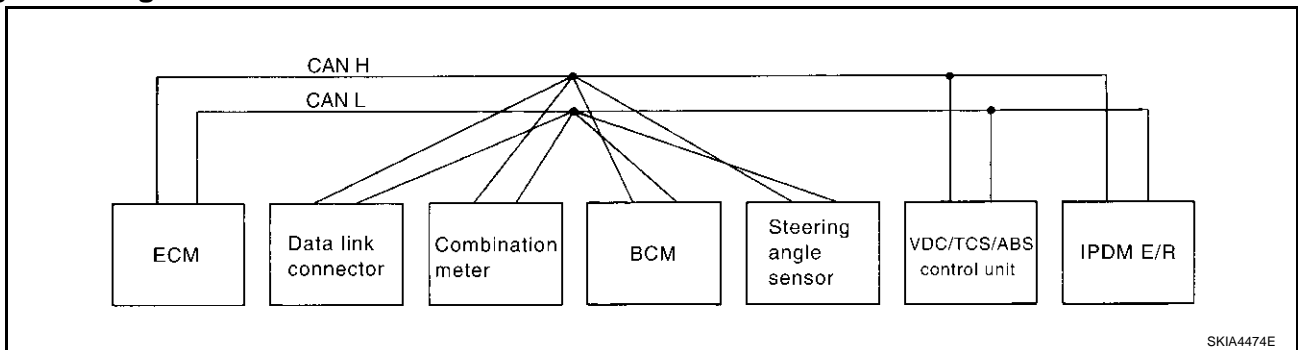 CAN H
CAN L
ECM
Data link
connector
Combination
meter
BCM
Steering
angle
sensor
VDC/TCS/ABS
control unit
IPDM E/R
SKIA4474E